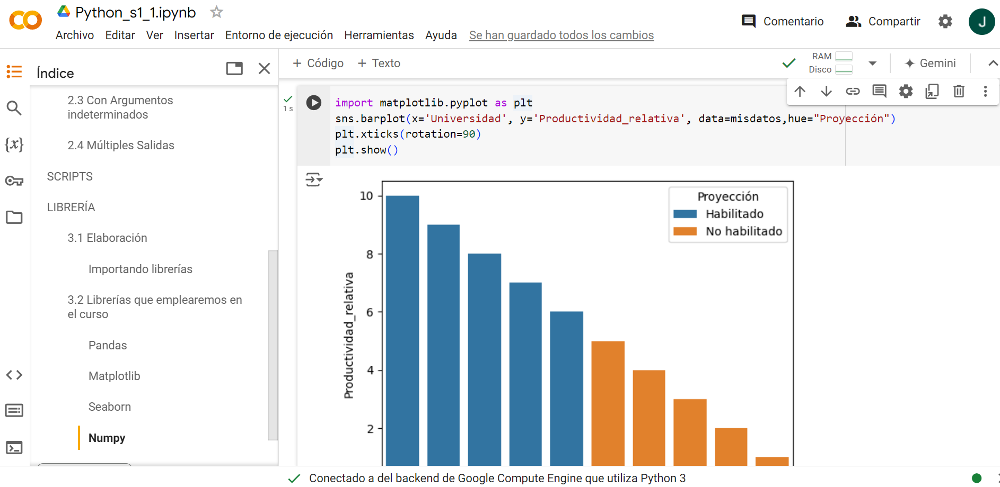 Python_s1_1.ipynb
Archivo Editar Ver Insertar Entorno de ejecución Herramientas Ayuda Se han guardado todos los cambios
Comentario Compartir J
Índice
2.3 Con Argumentos
indeterminados
2.4 Múltiples Salidas
SCRIPTS
LIBRERÍA
3.1 Elaboración
Importando librerías
3.2 Librerías que emplearemos en
el curso
Pandas
Matplotlib
Seaborn
Numpy
+ Código + Texto
RAM
Disco
Gemini
1 s
import matplotlib.pyplot as plt
sns.barplot(x='Universidad', y='Productividad_relativa', data=misdatos,hue="Proyección")
plt.xticks(rotation=90)
plt.show()
Proyección
Habilitado
No habilitado
Productividad_relativa
10
8
6
4
2
Conectado a del backend de Google Compute Engine que utiliza Python 3